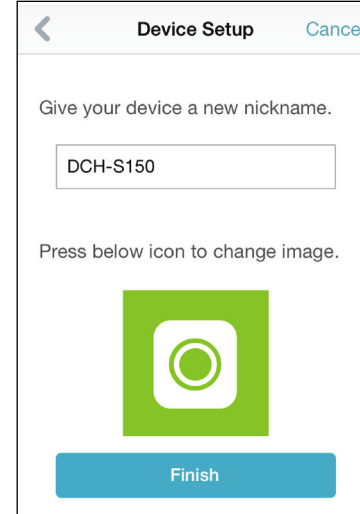 Device Setup Cance
Give your device a new nickname.
DCH-S150
Press below icon to change image.
Finish